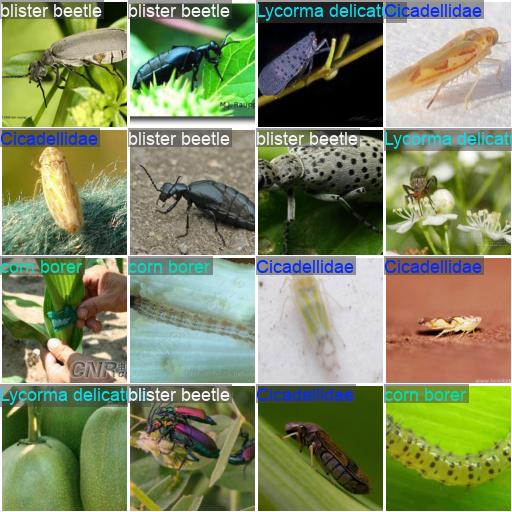 blister beetle
blister beetle
Lycorma delicat
Cicadellidae
Cicadellidae
blister beetle
blister beetle
Lycorma delicat
corn borer
corn borer
Cicadellidae
Cicadellidae
CNR
Lycorma delicat
blister beetle
Cicadellidae
corn borer